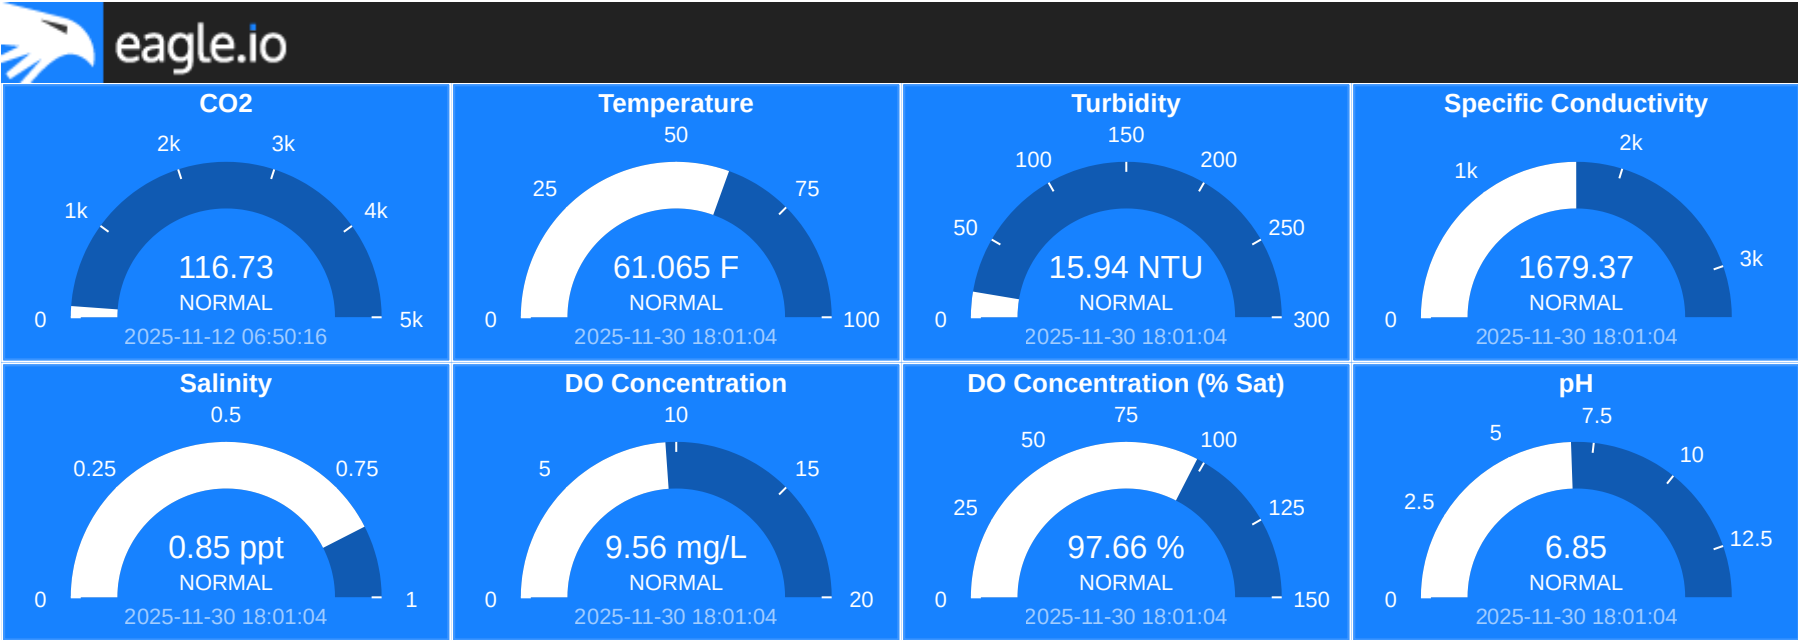 eagle.io
CO2
2k
3k
1k
4k
116.73
NORMAL
0
5k
2025-11-12 06:50:16
Temperature
50
25
75
61.065 F
NORMAL
0
100
2025-11-30 18:01:04
Turbidity
150
100
200
50
250
15.94 NTU
NORMAL
0
300
2025-11-30 18:01:04
Specific Conductivity
2k
1k
3k
1679.37
NORMAL
0
2025-11-30 18:01:04
Salinity
0.5
0.25
0.75
0.85 ppt
NORMAL
0
1
2025-11-30 18:01:04
DO Concentration
10
5
15
9.56 mg/L
NORMAL
0
20
2025-11-30 18:01:04
DO Concentration (% Sat)
75
50
100
25
125
97.66 %
NORMAL
0
150
2025-11-30 18:01:04
pH
7.5
5
10
2.5
12.5
6.85
NORMAL
0
2025-11-30 18:01:04